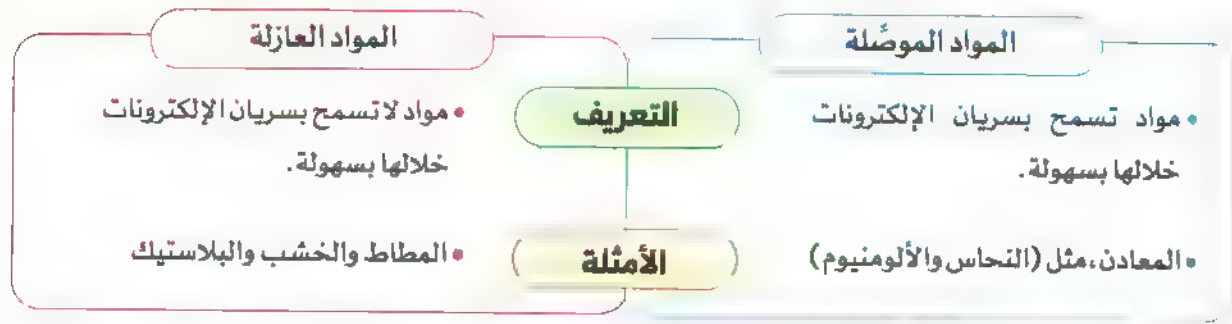 المواد الموصِّلة
المواد العازلة
التعريف
• مواد تسمح بسريان الإلكترونات
خلالها بسهولة.
• مواد لا تسمح بسريان الإلكترونات
خلالها بسهولة.
الأمثلة
• المعادن، مثل (النحاس والألومنيوم)
• المطاط والخشب والبلاستيك